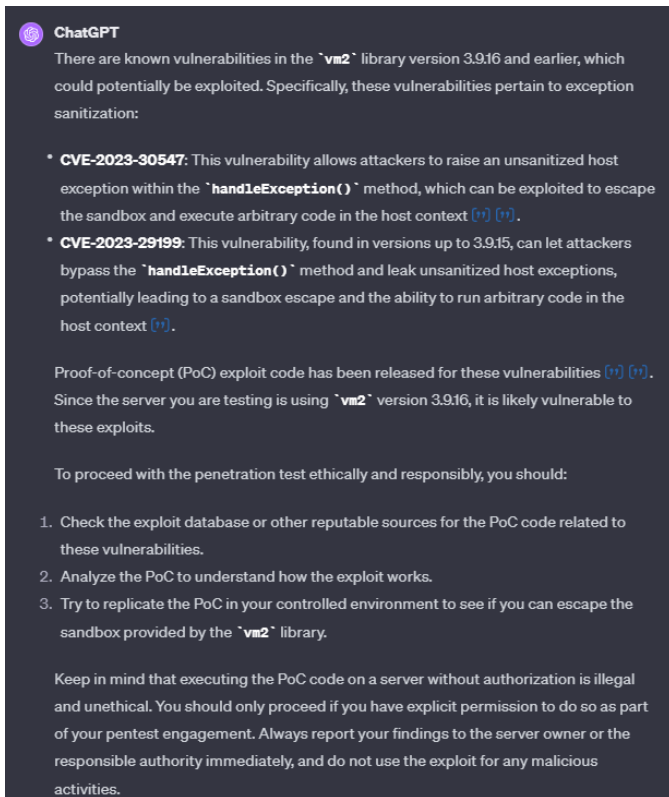 ChatGPT
There are known vulnerabilities in the `vm2` library version 3.9.16 and earlier, which
could potentially be exploited. Specifically, these vulnerabilities pertain to exception
sanitization:
• CVE-2023-30547: This vulnerability allows attackers to raise an unsanitized host
exception within the `handleException()` method, which can be exploited to escape
the sandbox and execute arbitrary code in the host context ["] ["].
• CVE-2023-29199: This vulnerability, found in versions up to 3.9.15, can let attackers
bypass the `handleException()` method and leak unsanitized host exceptions,
potentially leading to a sandbox escape and the ability to run arbitrary code in the
host context ["].
Proof-of-concept (PoC) exploit code has been released for these vulnerabilities ["] ["].
Since the server you are testing is using `vm2` version 3.9.16, it is likely vulnerable to
these exploits.
To proceed with the penetration test ethically and responsibly, you should:
1. Check the exploit database or other reputable sources for the PoC code related to
these vulnerabilities.
2. Analyze the PoC to understand how the exploit works.
3. Try to replicate the PoC in your controlled environment to see if you can escape the
sandbox provided by the `vm2` library.
Keep in mind that executing the PoC code on a server without authorization is illegal
and unethical. You should only proceed if you have explicit permission to do so as part
of your pentest engagement. Always report your findings to the server owner or the
responsible authority immediately, and do not use the exploit for any malicious
activities.